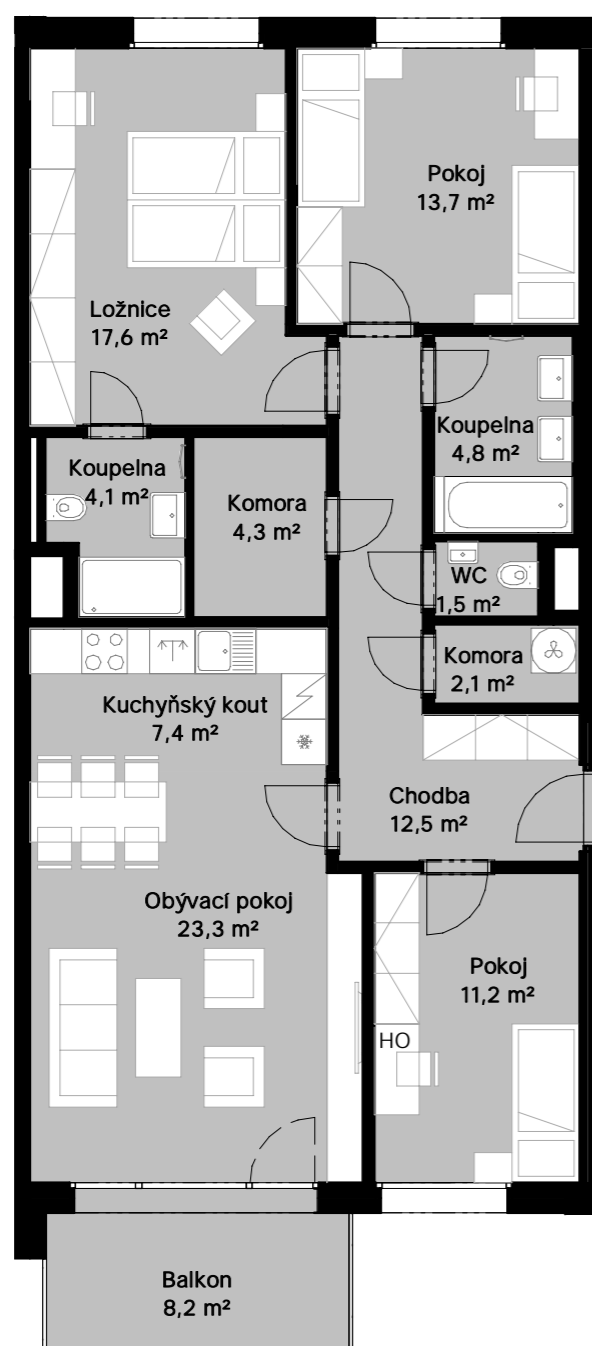 Pokoj
13,7 m²
Ložnice
17,6 m²
Koupelna
4,8 m²
Koupelna
4,1 m²
Komora
4,3 m²
WC
1,5 m²
Komora
2,1 m²
Kuchyňský kout
7,4 m²
Chodba
12,5 m²
Obývací pokoj
23,3 m²
Pokoj
11,2 m²
HO
Balkon
8,2 m²